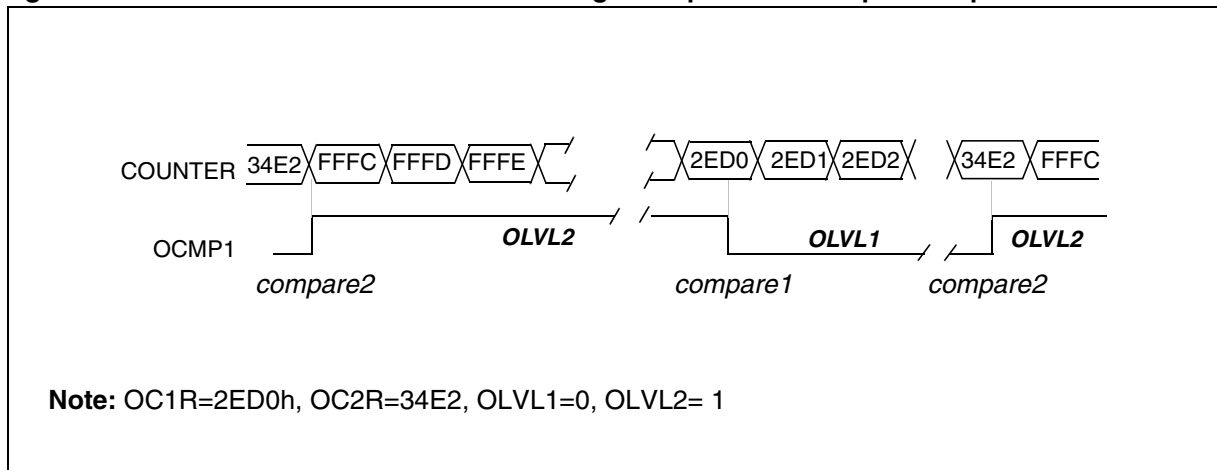 COUNTER 34E2 FFFC FFFD FFFE 2ED0 2ED1 2ED2 34E2 FFFC
OCMP1 OLVL2 OLVL1 OLVL2
compare2 compare1 compare2
Note: OC1R=2ED0h, OC2R=34E2, OLVL1=0, OLVL2= 1